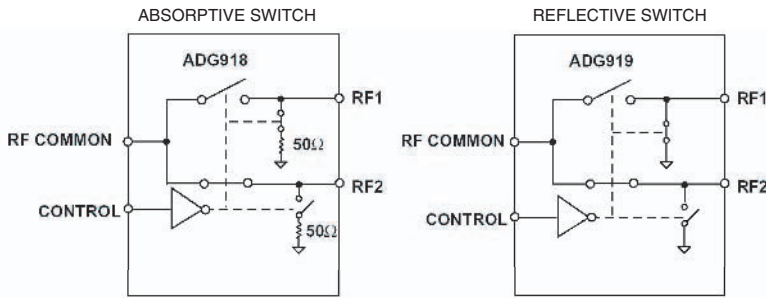 ABSORPTIVE SWITCH
ADG918
RF1
50Ω
RF COMMON
RF2
CONTROL
50Ω
REFLECTIVE SWITCH
ADG919
RF1
RF COMMON
RF2
CONTROL